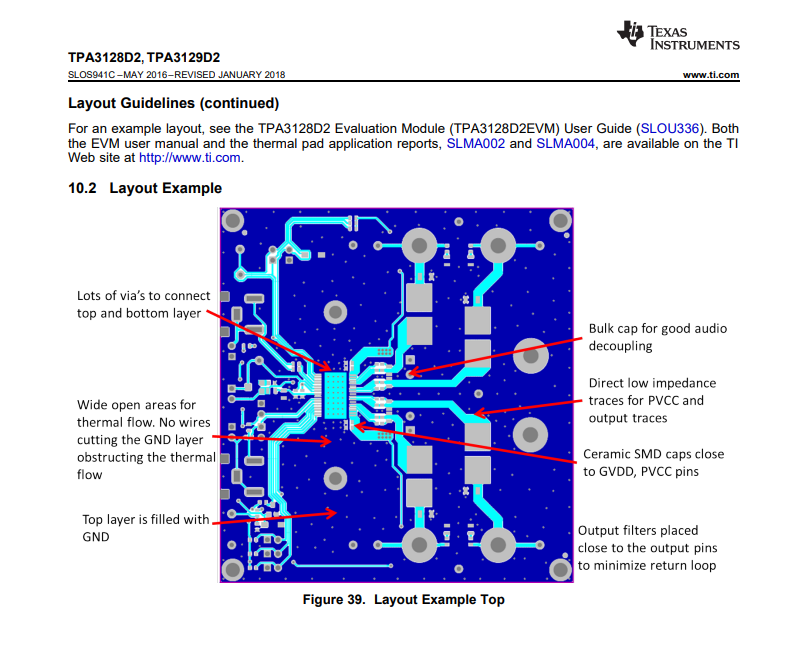 TEXAS
INSTRUMENTS
TPA3128D2, TPA3129D2
SLOS941C –MAY 2016–REVISED JANUARY 2018
www.ti.com
Layout Guidelines (continued)
For an example layout, see the TPA3128D2 Evaluation Module (TPA3128D2EVM) User Guide (SLOU336). Both
the EVM user manual and the thermal pad application reports, SLMA002 and SLMA004, are available on the TI
Web site at http://www.ti.com.
10.2 Layout Example
Lots of via's to connect
top and bottom layer
Bulk cap for good audio
decoupling
Direct low impedance
traces for PVCC and
output traces
Wide open areas for
thermal flow. No wires
cutting the GND layer
obstructing the thermal
flow
Ceramic SMD caps close
to GVDD, PVCC pins
Top layer is filled with
GND
Output filters placed
close to the output pins
to minimize return loop
Figure 39. Layout Example Top